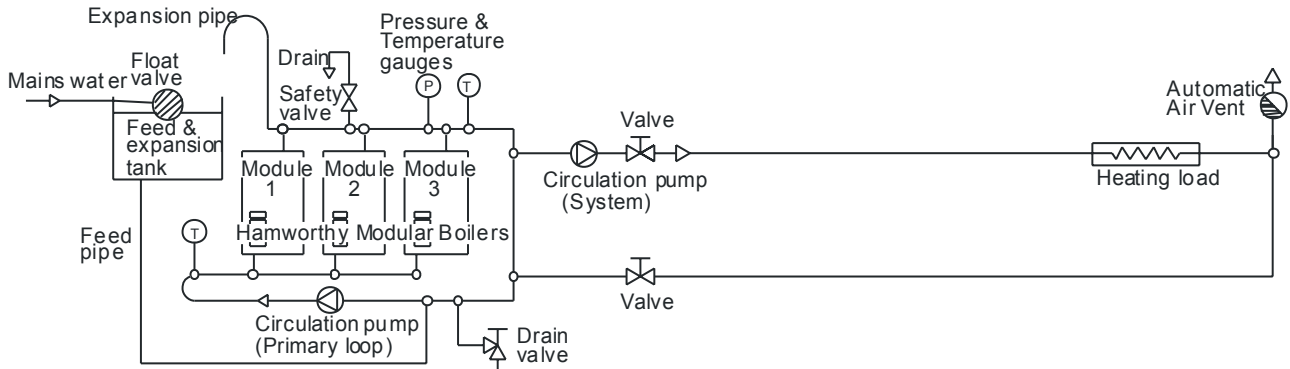 Expansion pipe
Pressure &
Temperature
gauges
Float
valve
Drain
Mains water
Safety
valve
P
T
Automatic
Air Vent
Valve
Feed &
expansion
tank
Module
1
Module
2
Module
3
Circulation pump
(System)
Heating load
Feed
pipe
T
Hamworthy Modular Boilers
Valve
Circulation pump
(Primary loop)
Drain
valve